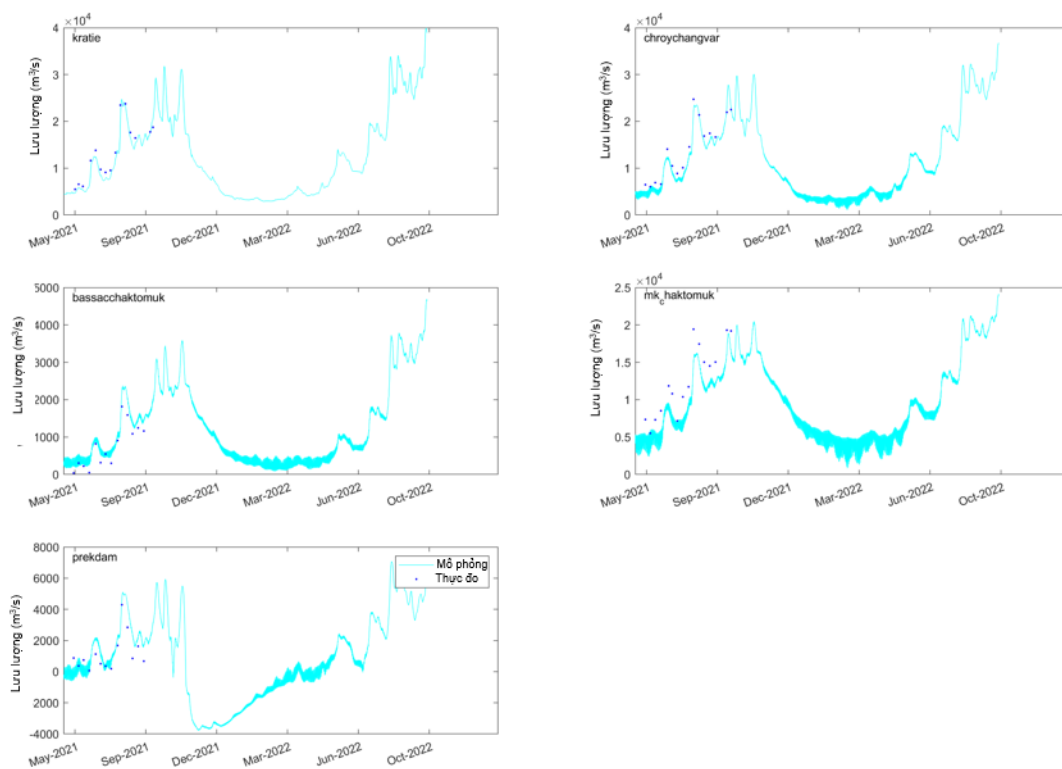 ×10⁴
kratie
4
3
2
1
0
Lưu lượng (m³/s)
May-2021
Sep-2021
Dec-2021
Mar-2022
Jun-2022
Oct-2022
×10⁴
chroychangvar
4
3
2
1
0
Lưu lượng (m³/s)
May-2021
Sep-2021
Dec-2021
Mar-2022
Jun-2022
Oct-2022
bassacchaktomuk
5000
4000
3000
2000
1000
0
Lưu lượng (m³/s)
May-2021
Sep-2021
Dec-2021
Mar-2022
Jun-2022
Oct-2022
×10⁴
mk_chaktomuk
2.5
2
1.5
1
0.5
0
Lưu lượng (m³/s)
May-2021
Sep-2021
Dec-2021
Mar-2022
Jun-2022
Oct-2022
prekdam
8000
6000
4000
2000
0
-2000
-4000
Lưu lượng (m³/s)
Mô phỏng
Thực đo
May-2021
Sep-2021
Dec-2021
Mar-2022
Jun-2022
Oct-2022